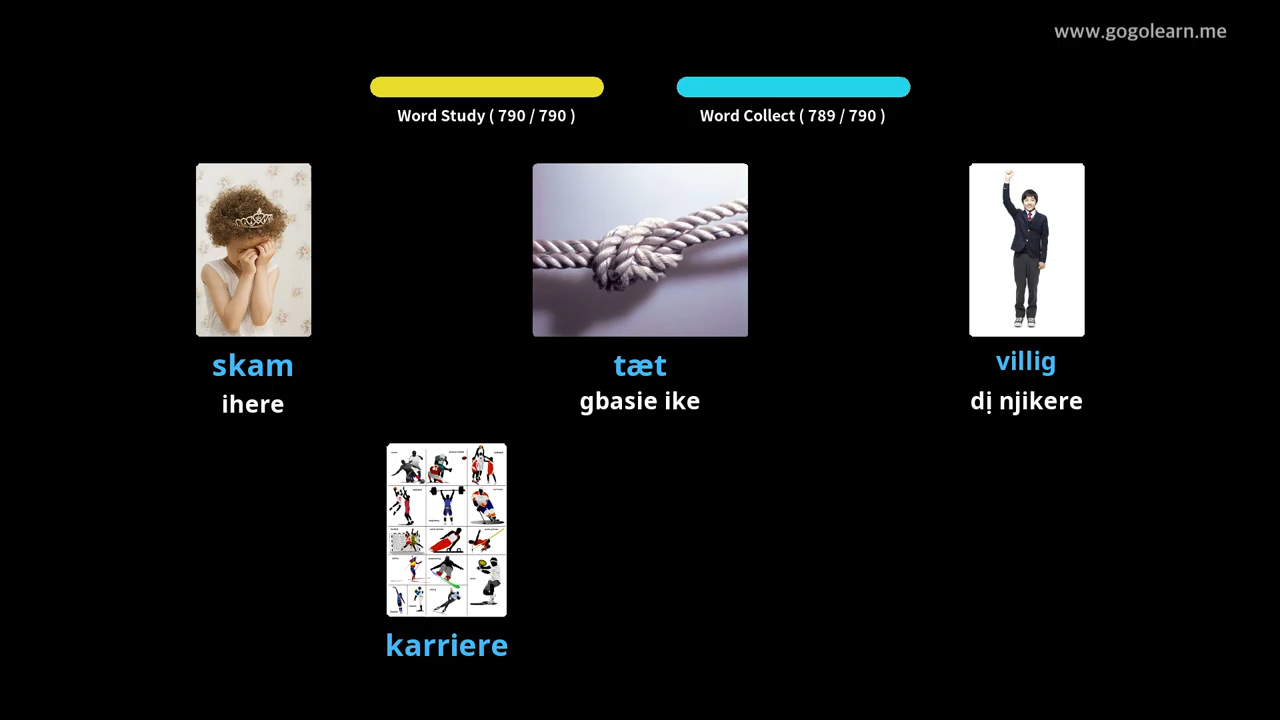 www.gogolearn.me
Word Study ( 790 / 790 )
Word Collect ( 789 / 790 )
skam
tæt
villig
ihere
gbasie ike
dị njikere
karriere